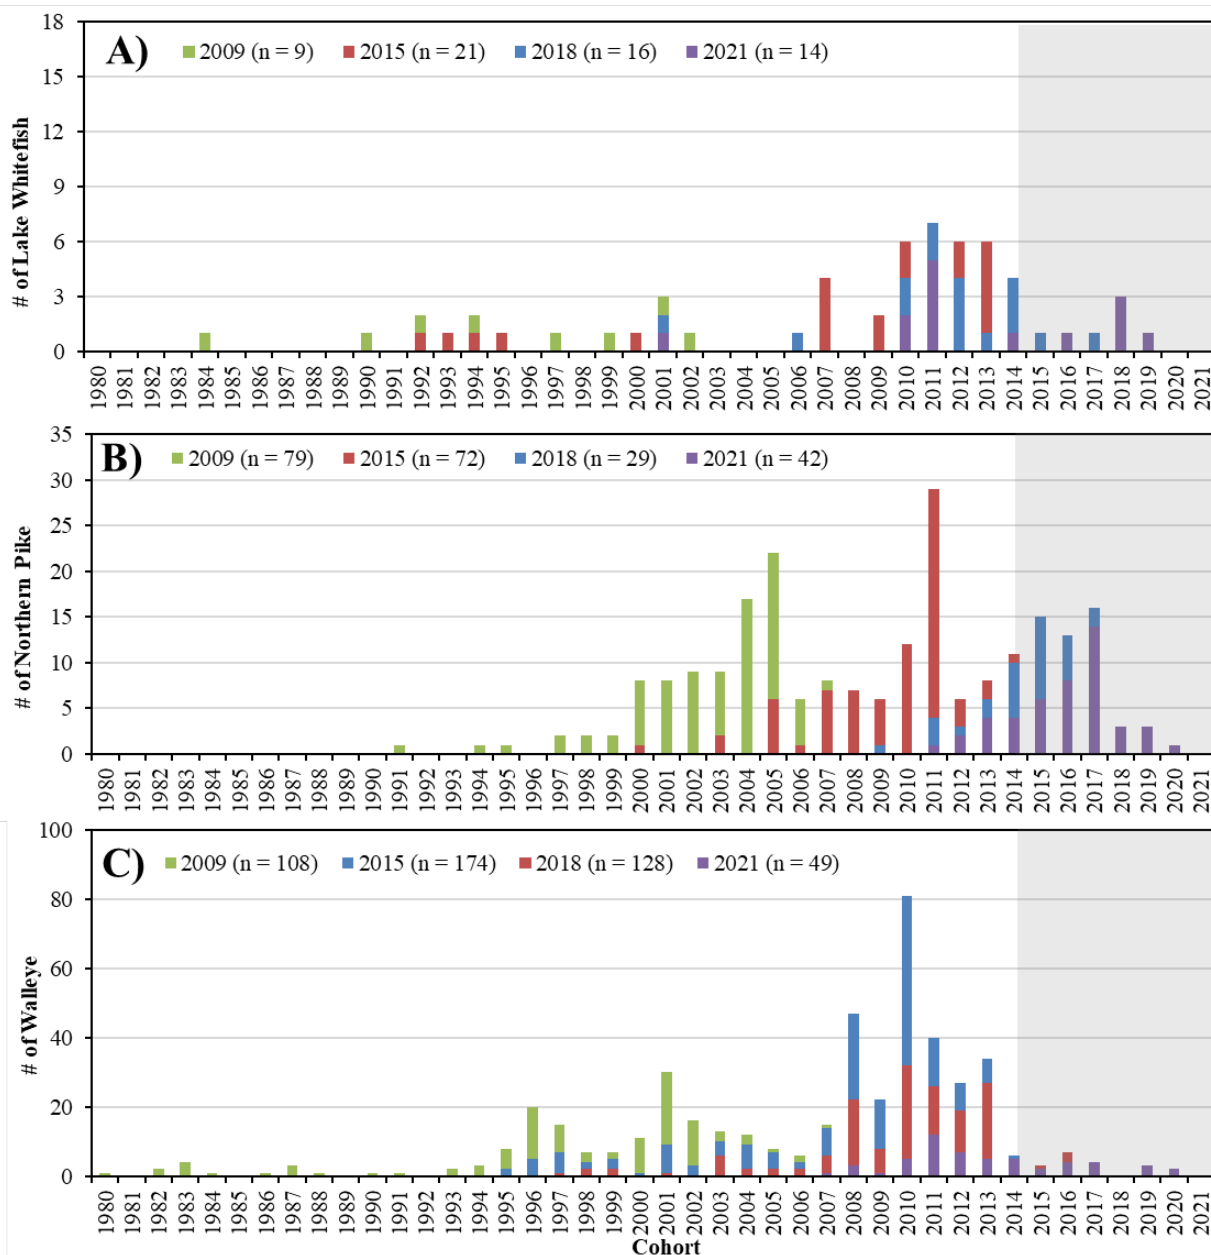 A)
2009 (n = 9) 2015 (n = 21) 2018 (n = 16) 2021 (n = 14)
# of Lake Whitefish
18
15
12
9
6
3
0
1980 1981 1982 1983 1984 1985 1986 1987 1988 1989 1990 1991 1992 1993 1994 1995 1996 1997 1998 1999 2000 2001 2002 2003 2004 2005 2006 2007 2008 2009 2010 2011 2012 2013 2014 2015 2016 2017 2018 2019 2020 2021
B)
2009 (n = 79) 2015 (n = 72) 2018 (n = 29) 2021 (n = 42)
# of Northern Pike
35
30
25
20
15
10
5
0
1980 1981 1982 1983 1984 1985 1986 1987 1988 1989 1990 1991 1992 1993 1994 1995 1996 1997 1998 1999 2000 2001 2002 2003 2004 2005 2006 2007 2008 2009 2010 2011 2012 2013 2014 2015 2016 2017 2018 2019 2020 2021
C)
2009 (n = 108) 2015 (n = 174) 2018 (n = 128) 2021 (n = 49)
# of Walleye
100
80
60
40
20
0
1980 1981 1982 1983 1984 1985 1986 1987 1988 1989 1990 1991 1992 1993 1994 1995 1996 1997 1998 1999 2000 2001 2002 2003 2004 2005 2006 2007 2008 2009 2010 2011 2012 2013 2014 2015 2016 2017 2018 2019 2020 2021
Cohort